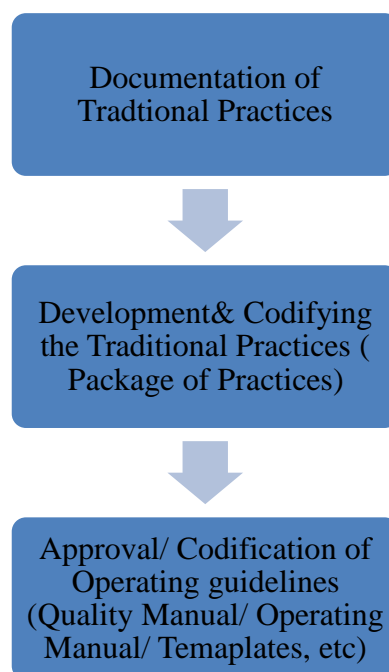 Documentation of
Tradtional Practices
Development& Codifying
the Traditional Practices (
Package of Practices)
Approval/ Codification of
Operating guidelines
(Quality Manual/ Operating
Manual/ Temaplates, etc)